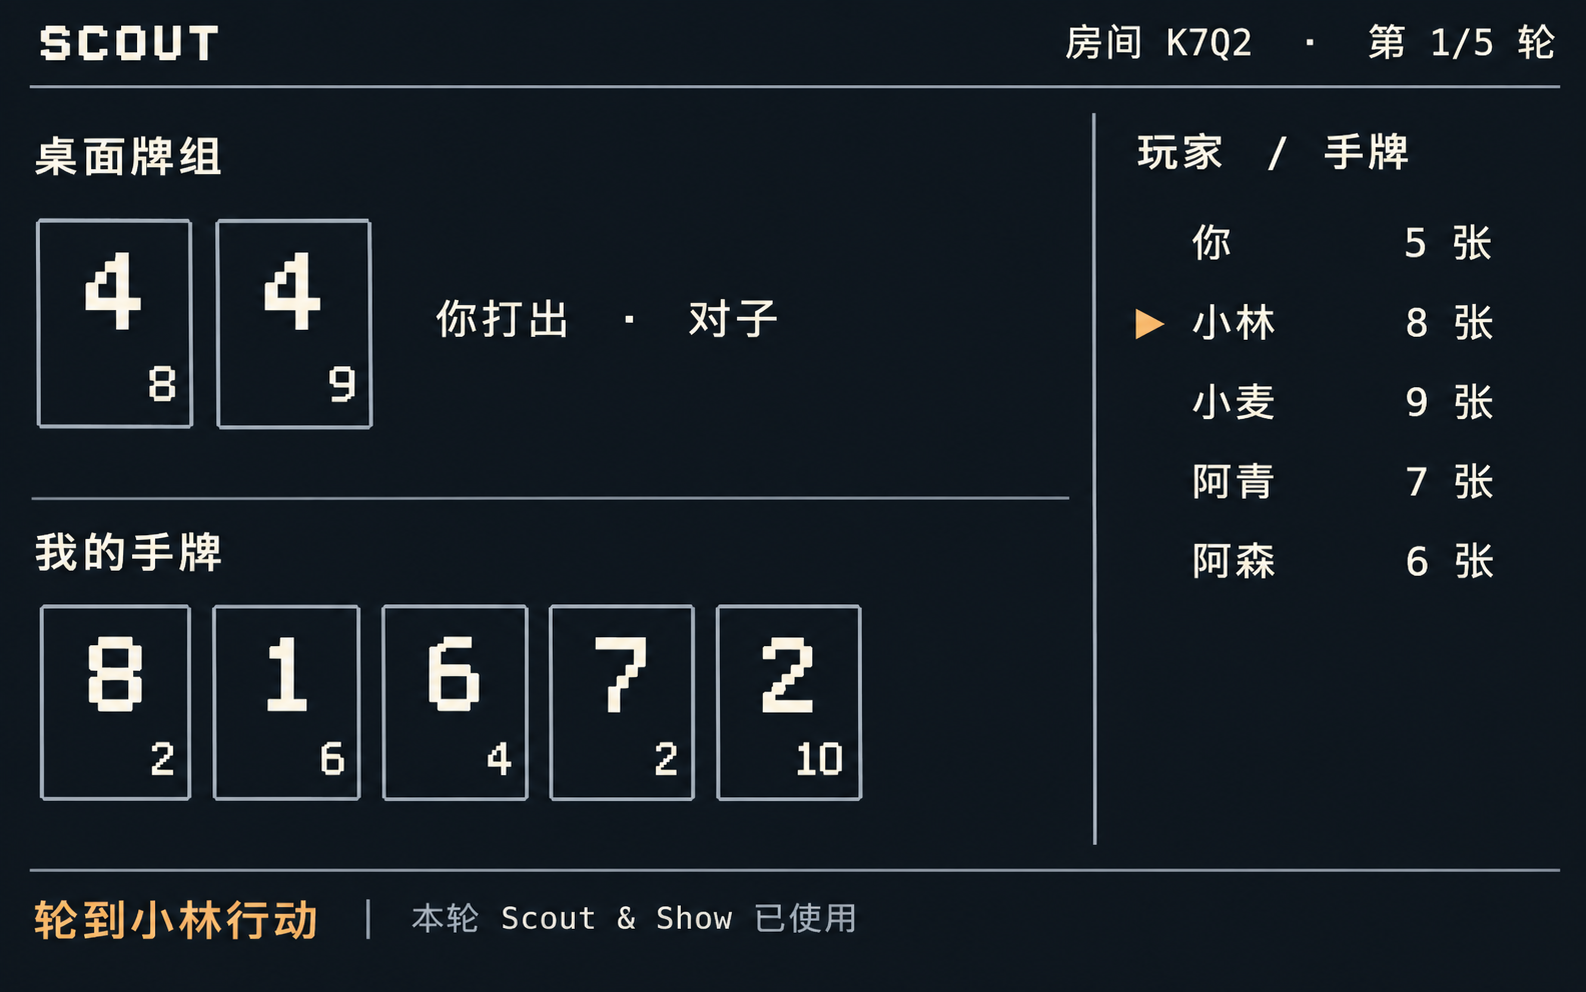 SCOUT
房间 K7Q2 · 第 1/5 轮
桌面牌组
4 8
4 9
你打出 · 对子
我的手牌
8 2
1 6
6 4
7 2
2 10
玩家 / 手牌
你 5 张
▶ 小林 8 张
小麦 9 张
阿青 7 张
阿森 6 张
轮到小林行动 | 本轮 Scout & Show 已使用